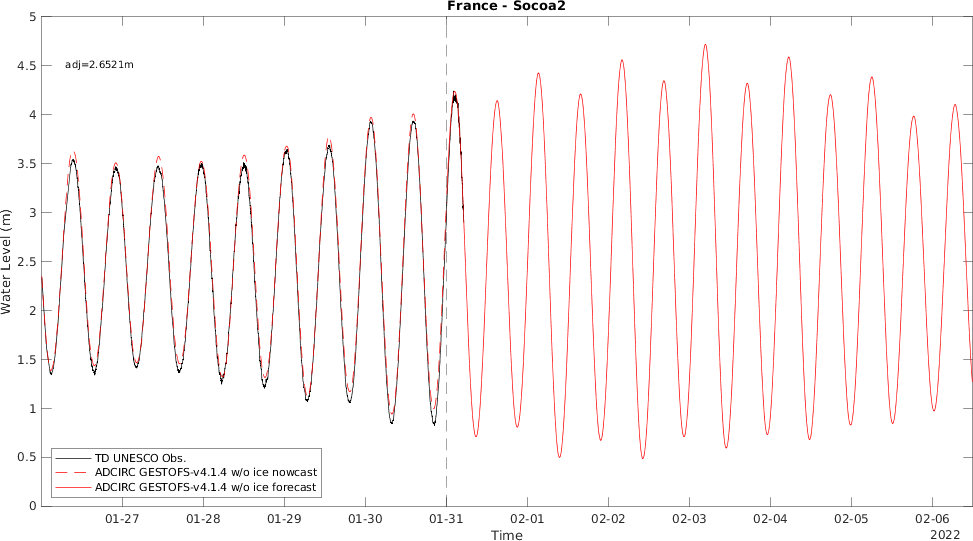 France - Socoa2
adj=2.6521m
Water Level (m)
5
4.5
4
3.5
3
2.5
2
1.5
1
0.5
0
TD UNESCO Obs.
ADCIRC GESTOFS-v4.1.4 w/o ice nowcast
ADCIRC GESTOFS-v4.1.4 w/o ice forecast
01-27 01-28 01-29 01-30 01-31 02-01 02-02 02-03 02-04 02-05 02-06
2022
Time